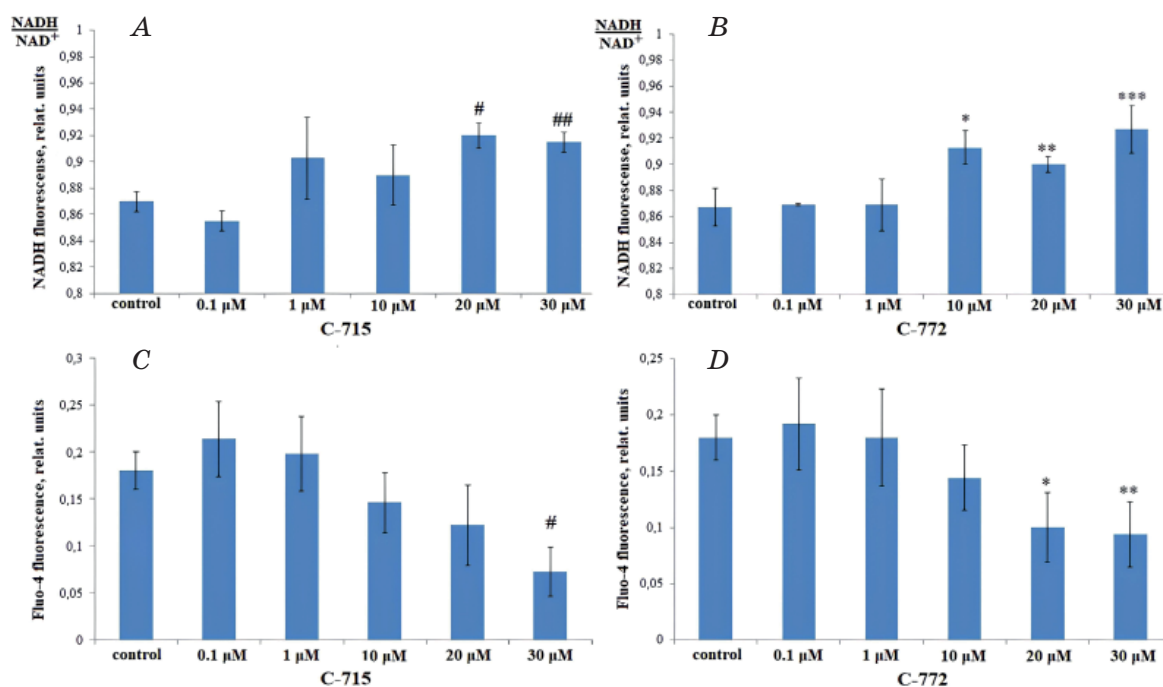 NADH
NAD+
A
NADH fluorescense, relat. units
1
0,98
0,96
0,94
0,92
0,9
0,88
0,86
0,84
0,82
0,8
#
##
control 0.1 µM 1 µM 10 µM 20 µM 30 µM
C-715
NADH
NAD+
B
NADH fluorescense, relat. units
1
0,98
0,96
0,94
0,92
0,9
0,88
0,86
0,84
0,82
0,8
*
**
***
control 0.1 µM 1 µM 10 µM 20 µM 30 µM
C-772
C
Fluo-4 fluorescence, relat. units
0,3
0,25
0,2
0,15
0,1
0,05
0
#
control 0.1 µM 1 µM 10 µM 20 µM 30 µM
C-715
D
Fluo-4 fluorescence, relat. units
0,25
0,2
0,15
0,1
0,05
0
*
**
control 0.1 µM 1 µM 10 µM 20 µM 30 µM
C-772